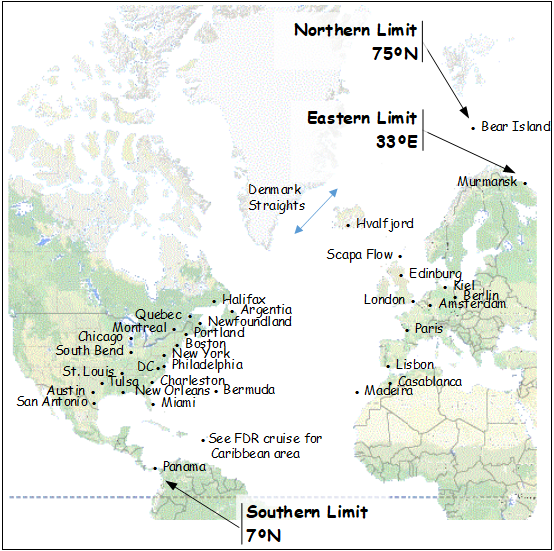 Northern Limit
75ºN
Bear Island
Eastern Limit
33ºE
Murmansk
Denmark
Straights
Hvalfjord
Scapa Flow
Edinburg
Kiel
Berlin
London
Amsterdam
Halifax
Argentia
Quebec
Newfoundland
Montreal
Portland
Paris
Chicago
Boston
South Bend
New York
Lisbon
DC
Philadelphia
St. Louis
Tulsa
Charleston
Casablanca
Austin
New Orleans
Bermuda
Madeira
San Antonio
Miami
See FDR cruise for
Caribbean area
Panama
Southern Limit
7ºN